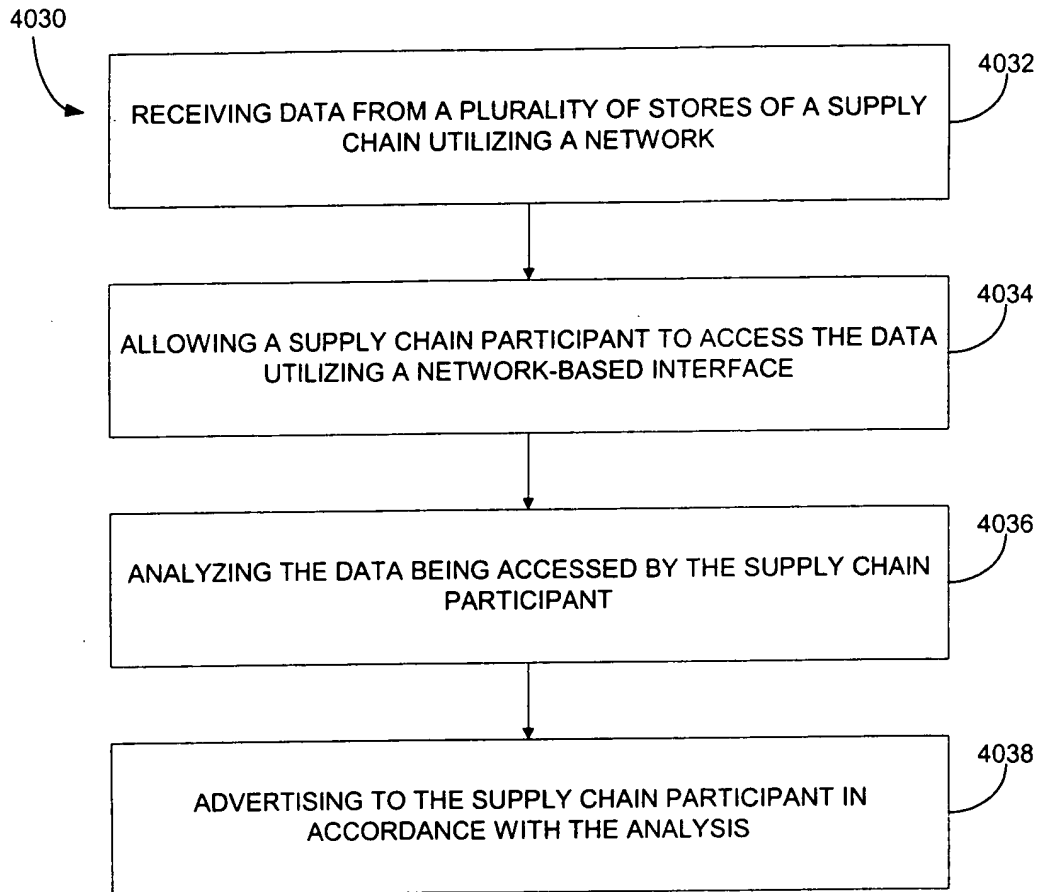 4030
4032
RECEIVING DATA FROM A PLURALITY OF STORES OF A SUPPLY
CHAIN UTILIZING A NETWORK
4034
ALLOWING A SUPPLY CHAIN PARTICIPANT TO ACCESS THE DATA
UTILIZING A NETWORK-BASED INTERFACE
4036
ANALYZING THE DATA BEING ACCESSED BY THE SUPPLY CHAIN
PARTICIPANT
4038
ADVERTISING TO THE SUPPLY CHAIN PARTICIPANT IN
ACCORDANCE WITH THE ANALYSIS